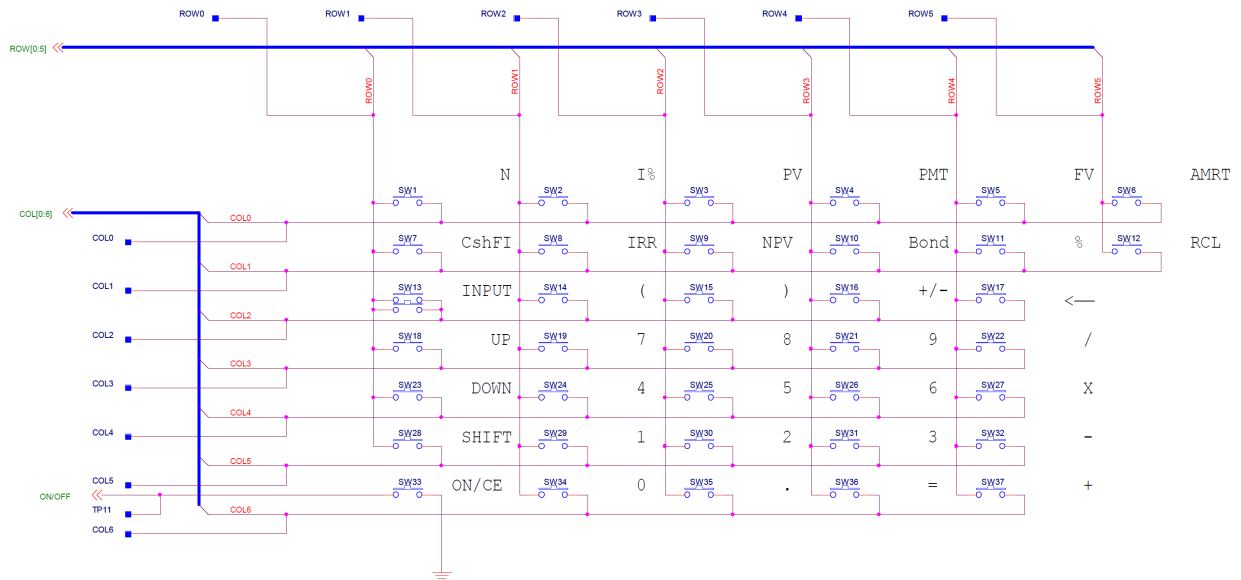 ROW0 ROW1 ROW2 ROW3 ROW4 ROW5
ROW[0:5]
ROW0 ROW1 ROW2 ROW3 ROW4 ROW5
N I% PV PMT FV AMRT
SW1 SW2 SW3 SW4 SW5 SW6
COL[0:6] COL0
COL0 SW7 CshFI SW8 IRR SW9 NPV SW10 Bond SW11 % SW12 RCL
COL1
COL1 SW13 INPUT SW14 ( SW15 ) SW16 +/- SW17 <—
COL2
COL2 SW18 UP SW19 7 SW20 8 SW21 9 SW22 /
COL3
COL3 SW23 DOWN SW24 4 SW25 5 SW26 6 SW27 X
COL4
COL4 SW28 SHIFT SW29 1 SW30 2 SW31 3 SW32 -
COL5
COL5 SW33 ON/CE SW34 0 SW35 . SW36 = SW37 +
ON/OFF
TP11 COL6
COL6